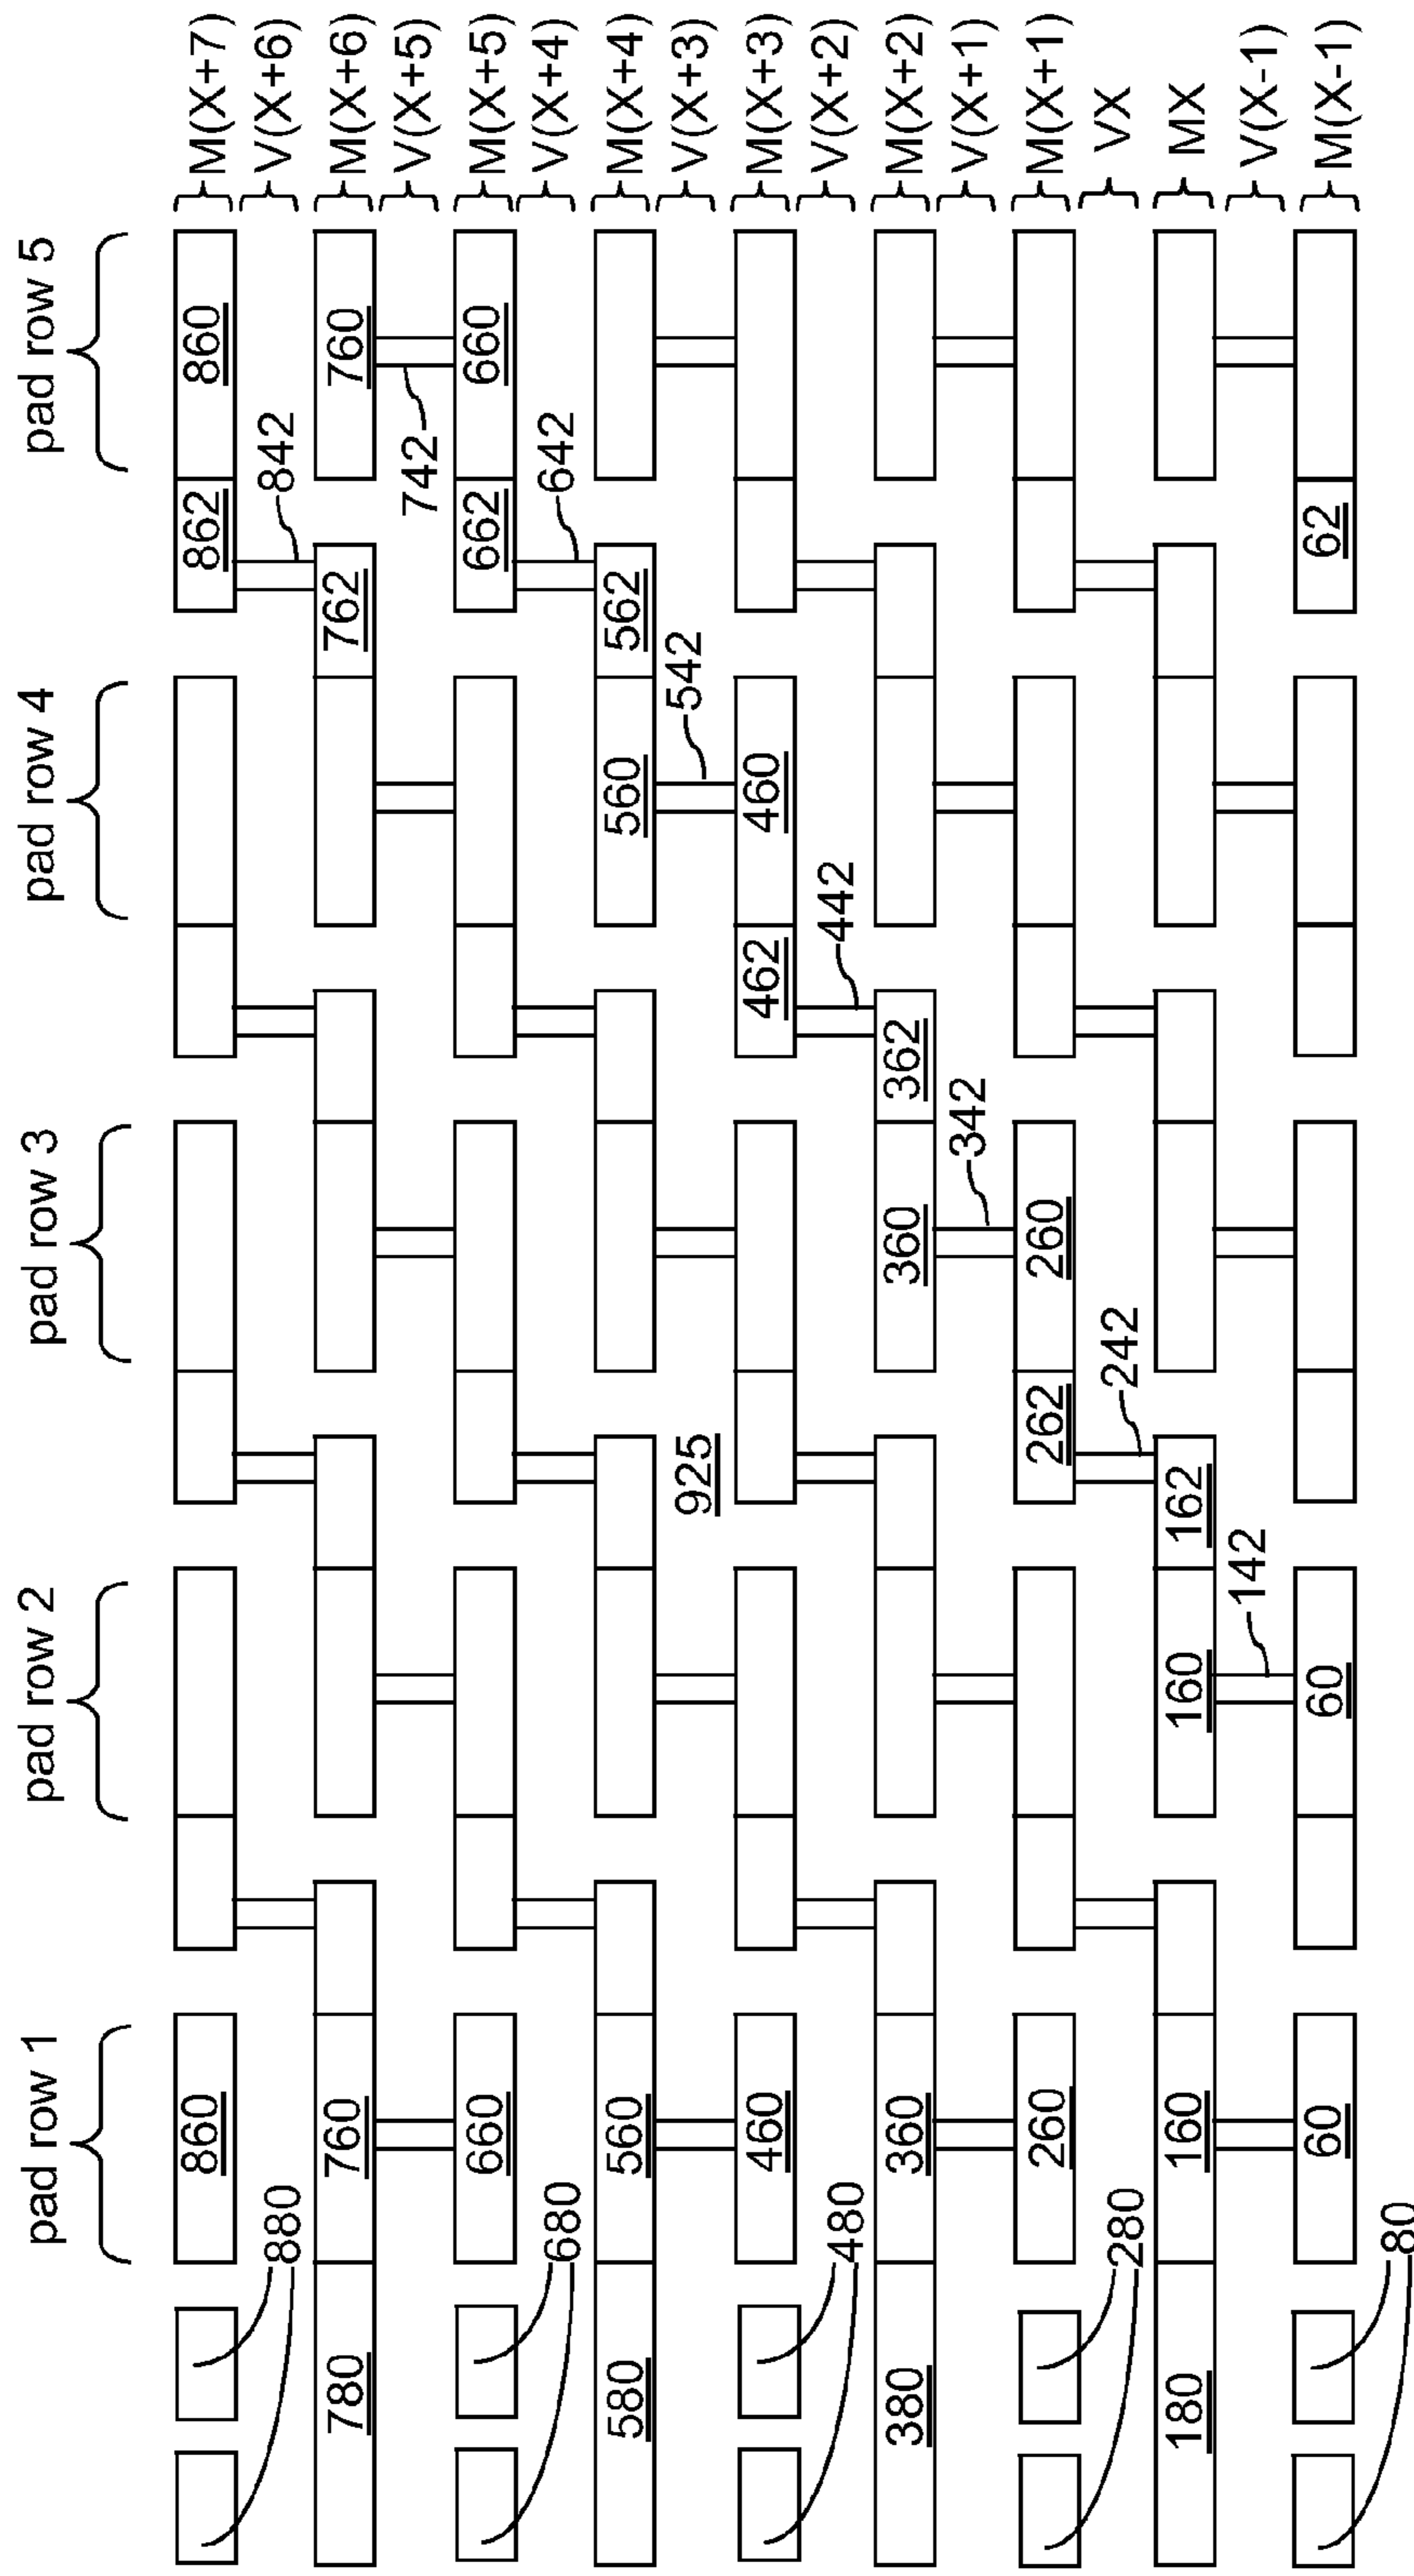 pad row 1
pad row 2
pad row 3
pad row 4
pad row 5
880
860
862
860
M(X+7)
842
V(X+6)
780
760
762
760
M(X+6)
742
V(X+5)
680
660
662
660
M(X+5)
642
V(X+4)
580
560
560
562
M(X+4)
925
542
V(X+3)
480
460
462
460
M(X+3)
442
V(X+2)
380
360
360
362
M(X+2)
342
V(X+1)
280
260
262
260
M(X+1)
242
VX
180
160
160
162
MX
142
V(X-1)
80
60
60
62
M(X-1)